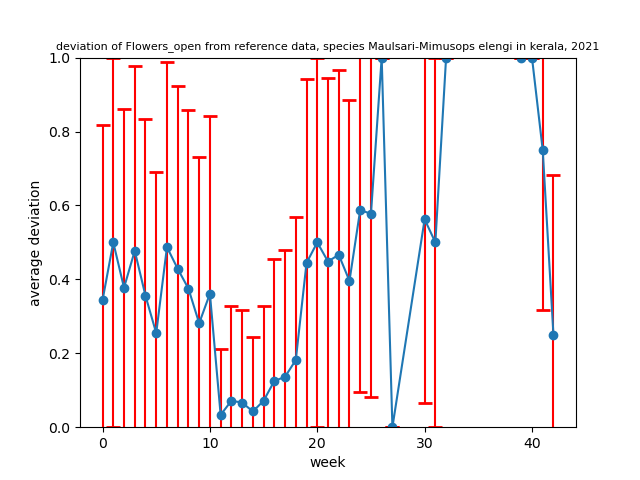 deviation of Flowers_open from reference data, species Maulsari-Mimusops elengi in kerala, 2021
1.0
0.8
0.6
0.4
0.2
0.0
average deviation
0 10 20 30 40
week